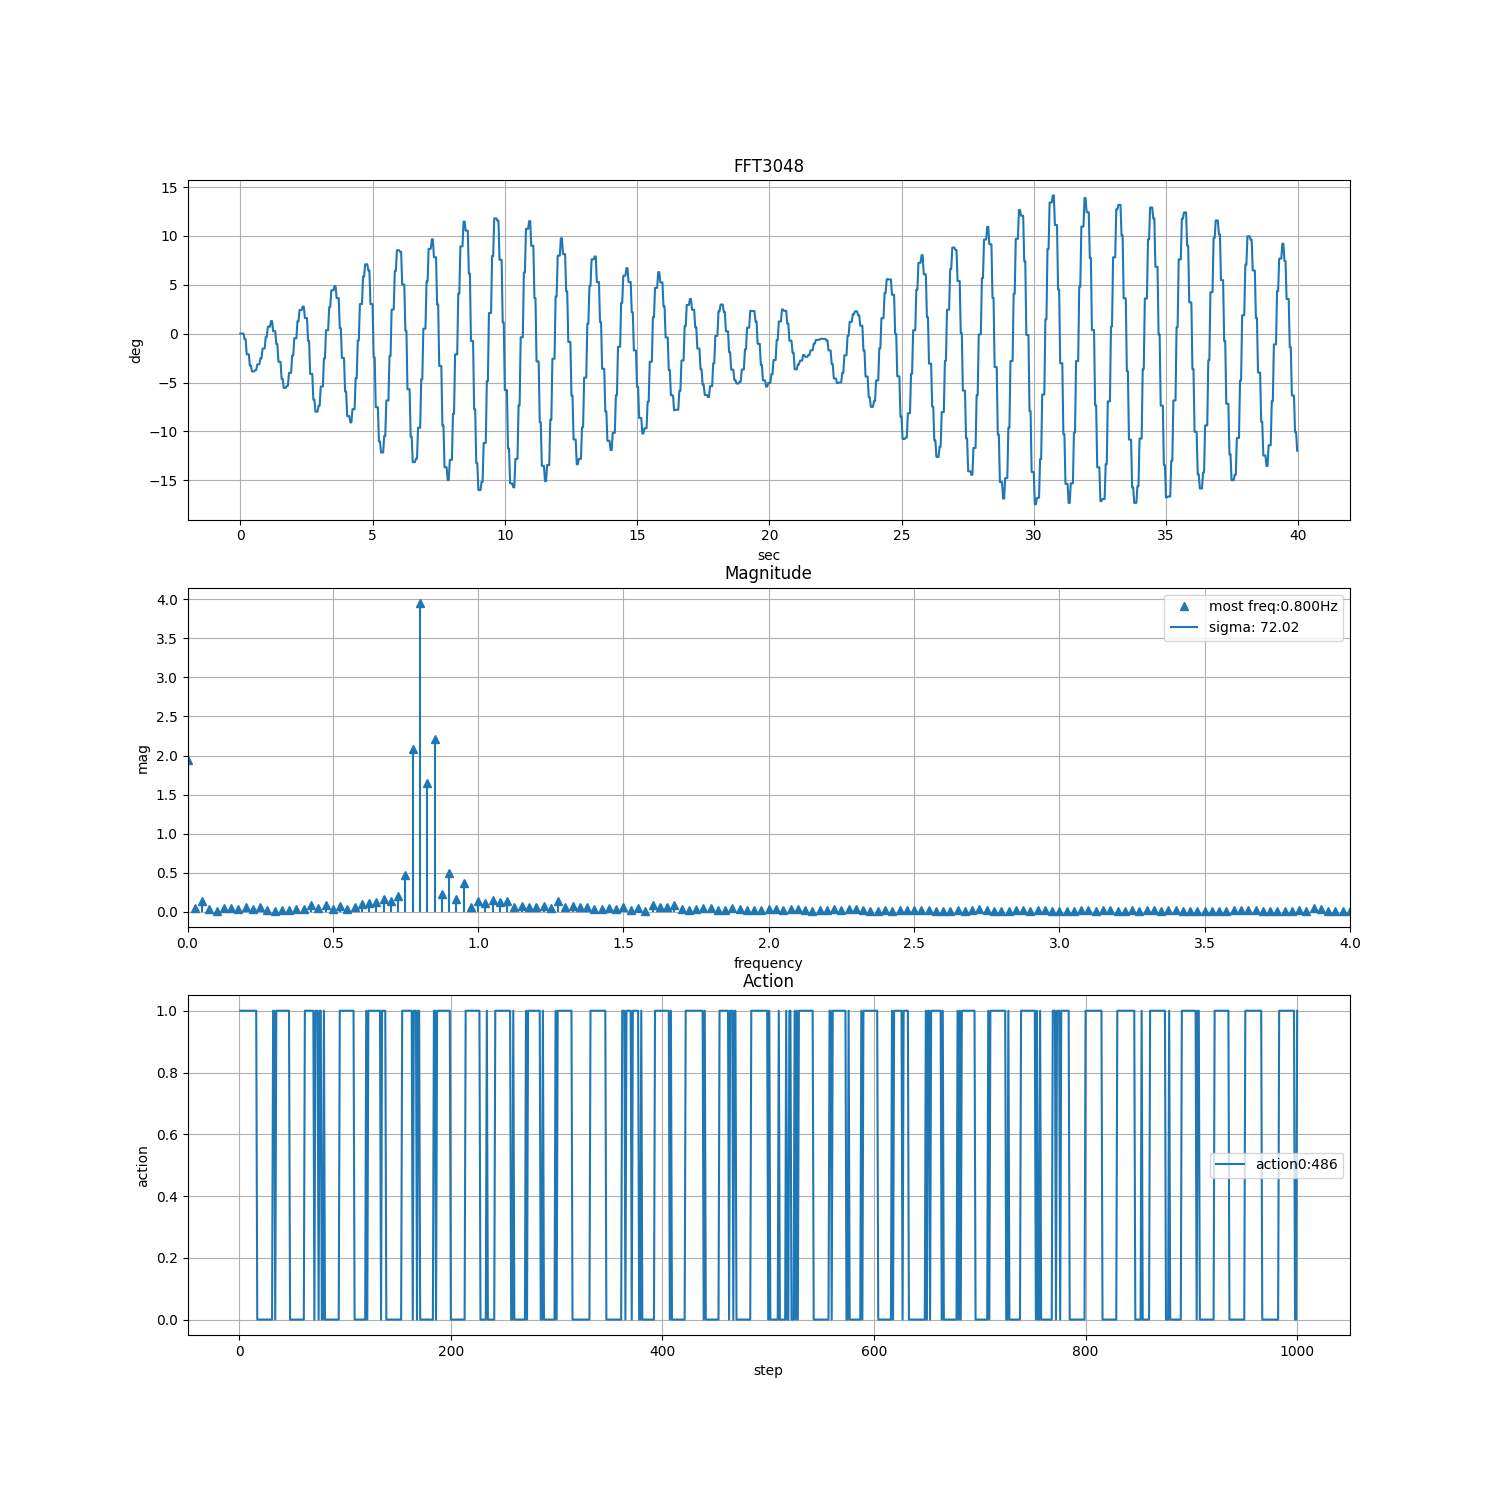 FFT3048
15
10
5
0
−5
−10
−15
deg
0 5 10 15 20 25 30 35 40
sec
Magnitude
4.0
3.5
3.0
2.5
2.0
1.5
1.0
0.5
0.0
mag
most freq:0.800Hz
sigma: 72.02
0.0 0.5 1.0 1.5 2.0 2.5 3.0 3.5 4.0
frequency
Action
1.0
0.8
0.6
0.4
0.2
0.0
action
action0:486
0 200 400 600 800 1000
step